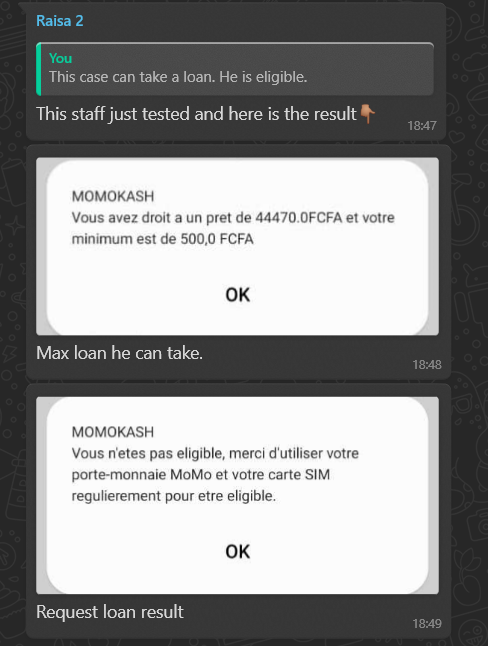 Raisa 2
You
This case can take a loan. He is eligible.
This staff just tested and here is the result👇🏾
18:47
MOMOKASH
Vous avez droit a un pret de 44470.0FCFA et votre
minimum est de 500,0 FCFA
OK
Max loan he can take.
18:48
MOMOKASH
Vous n'etes pas eligible, merci d'utiliser votre
porte-monnaie MoMo et votre carte SIM
regulierement pour etre eligible.
OK
Request loan result
18:49